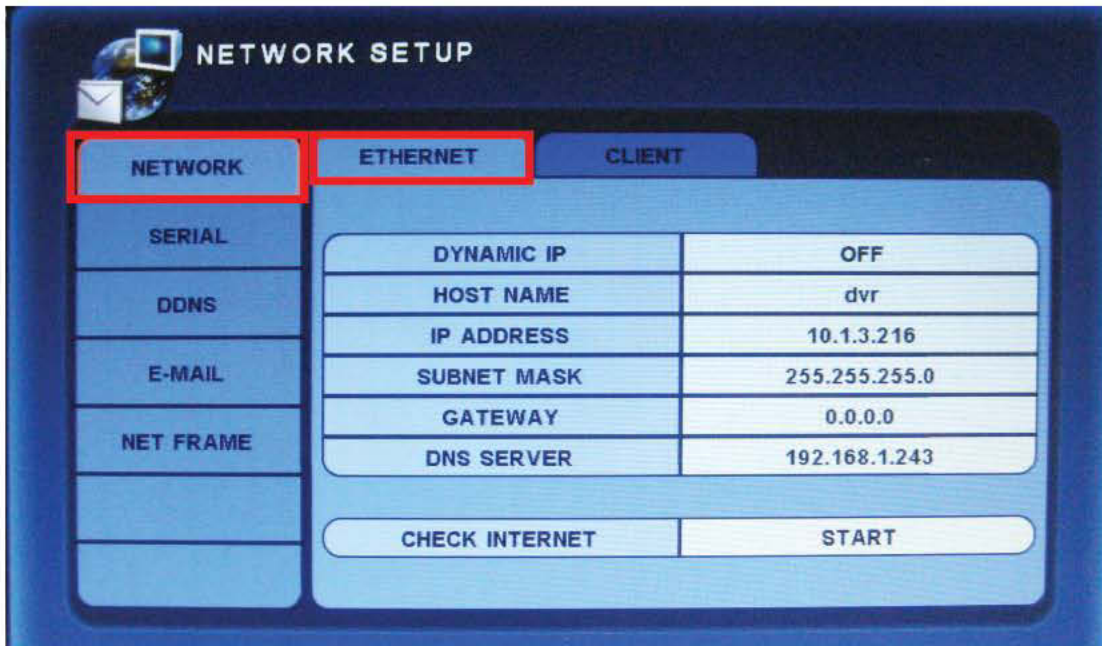 NETWORK SETUP
NETWORK
ETHERNET
CLIENT
SERIAL
DDNS
E-MAIL
NET FRAME
DYNAMIC IP OFF
HOST NAME dvr
IP ADDRESS 10.1.3.216
SUBNET MASK 255.255.255.0
GATEWAY 0.0.0.0
DNS SERVER 192.168.1.243
CHECK INTERNET START